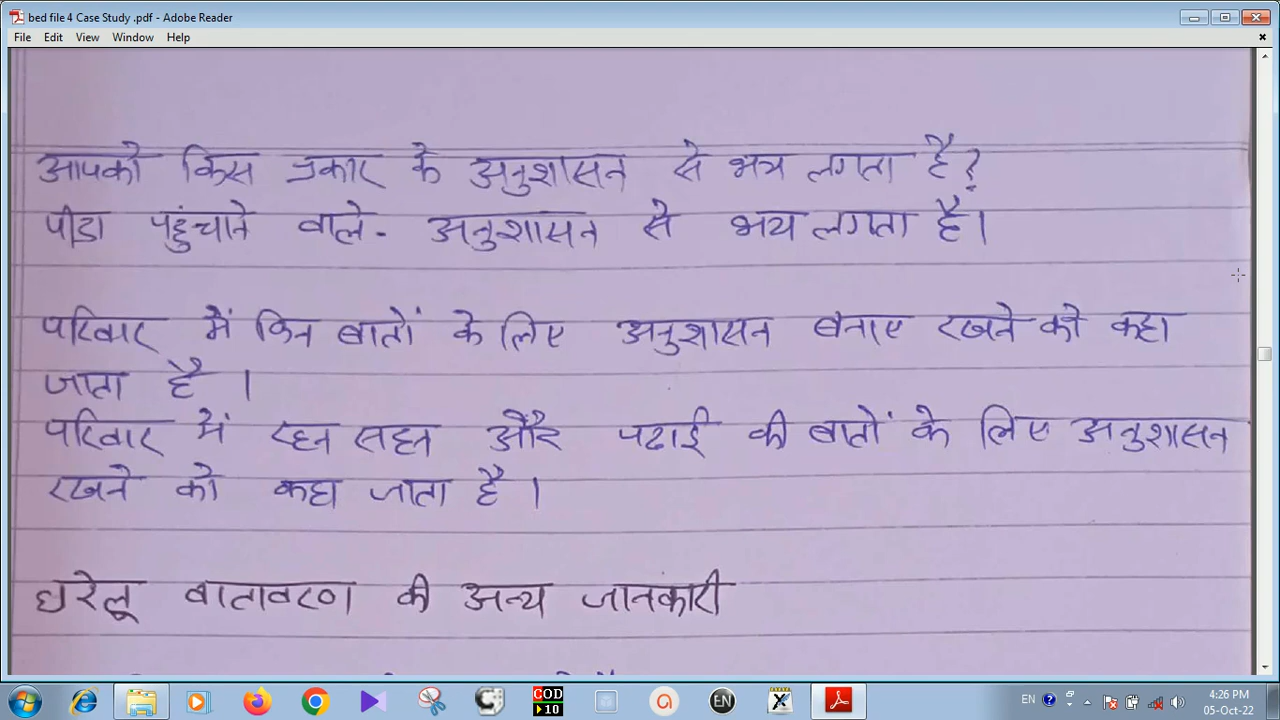 bed file 4 Case Study .pdf - Adobe Reader
File Edit View Window Help
आपको किस प्रकार के अनुशासन से भय लगता है?
पीडा पहुंचाने वाले- अनुशासन से भय लगता है।
परिवार में किन बातों के लिए अनुशासन बनाए रखने को कहा
जाता है।
परिवार में रहन सहन और पढाई की बातों के लिए अनुशासन
रखने को कहा जाता है।
घरेलू वातावरण की अन्य जानकारी
COD
10
EN
EN
4:26 PM
05-Oct-22